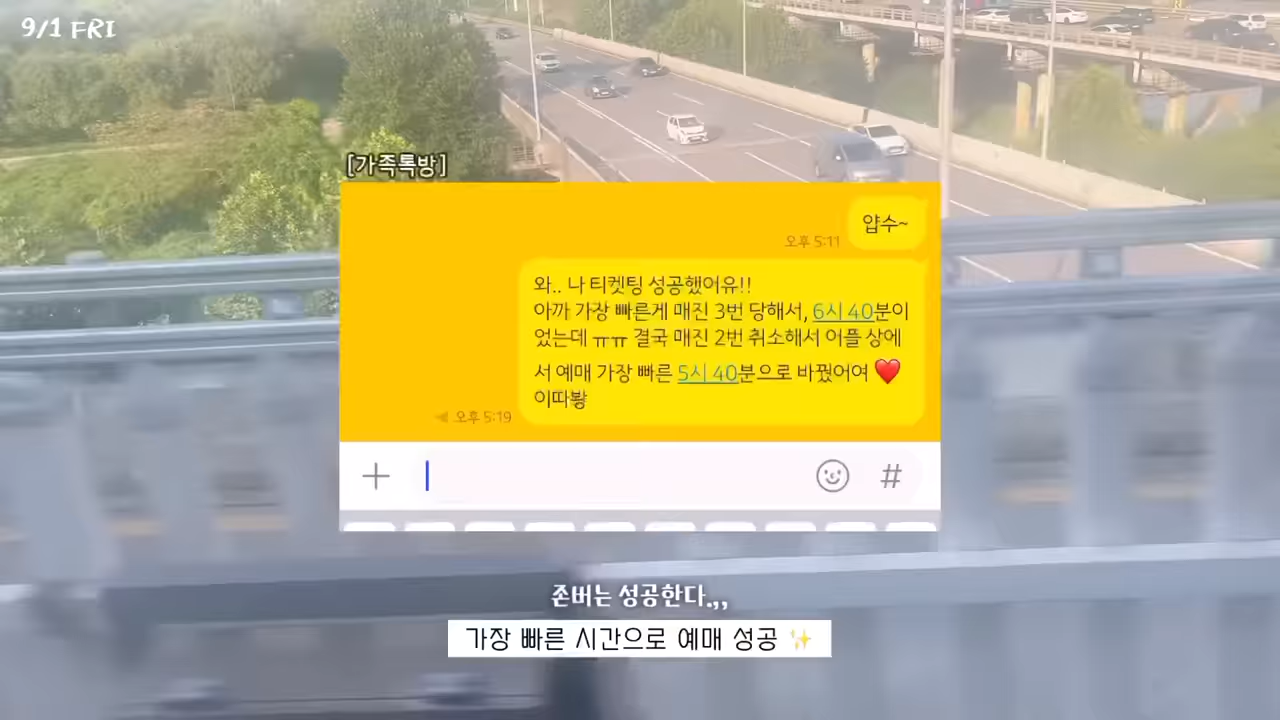 9/1 FRI
[가족톡방]
얍수~
오후 5:11
와.. 나 티켓팅 성공했어유!!
아까 가장 빠른게 매진 3번 당해서, 6시 40분이
었는데 ㅠㅠ 결국 매진 2번 취소해서 어플 상에
서 예매 가장 빠른 5시 40분으로 바꿨어여 ❤️
이따봥
오후 5:19
#
존버는 성공한다.,,
가장 빠른 시간으로 예매 성공 ✨